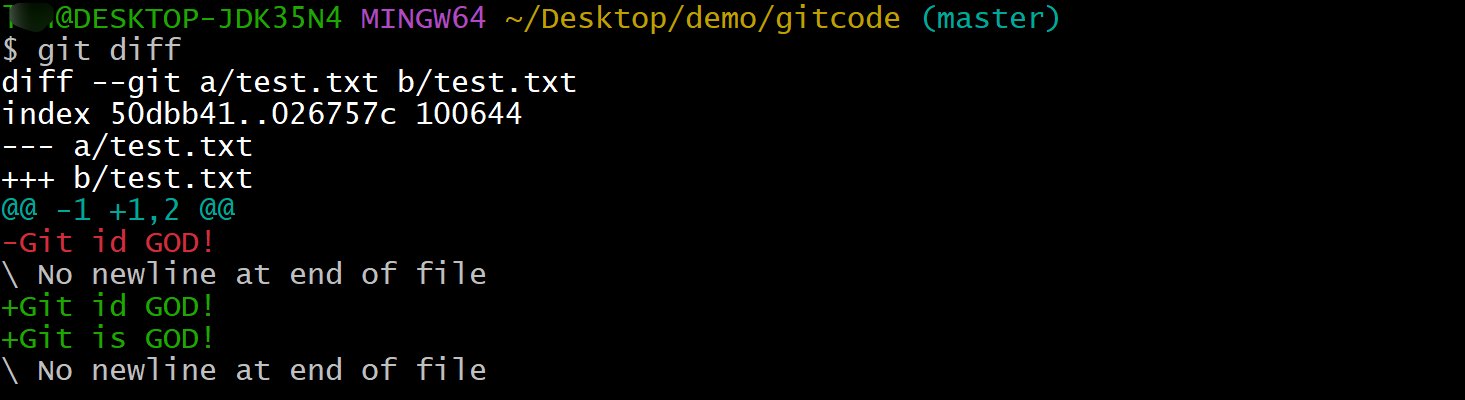 @DESKTOP-JDK35N4 MINGW64 ~/Desktop/demo/gitcode (master)
$ git diff
diff --git a/test.txt b/test.txt
index 50dbb41..026757c 100644
--- a/test.txt
+++ b/test.txt
@@ -1 +1,2 @@
-Git id GOD!
\ No newline at end of file
+Git id GOD!
+Git is GOD!
\ No newline at end of file